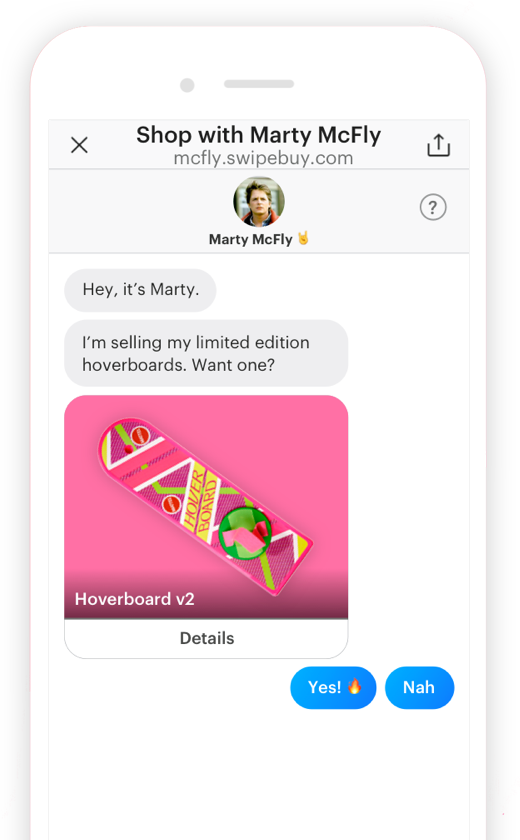 Shop with Marty McFly
mcfly.swipebuy.com
?
Marty McFly 🤘
Hey, it's Marty.
I'm selling my limited edition
hoverboards. Want one?
HOVER
BOARD
Hoverboard v2
Details
Yes! 🔥
Nah